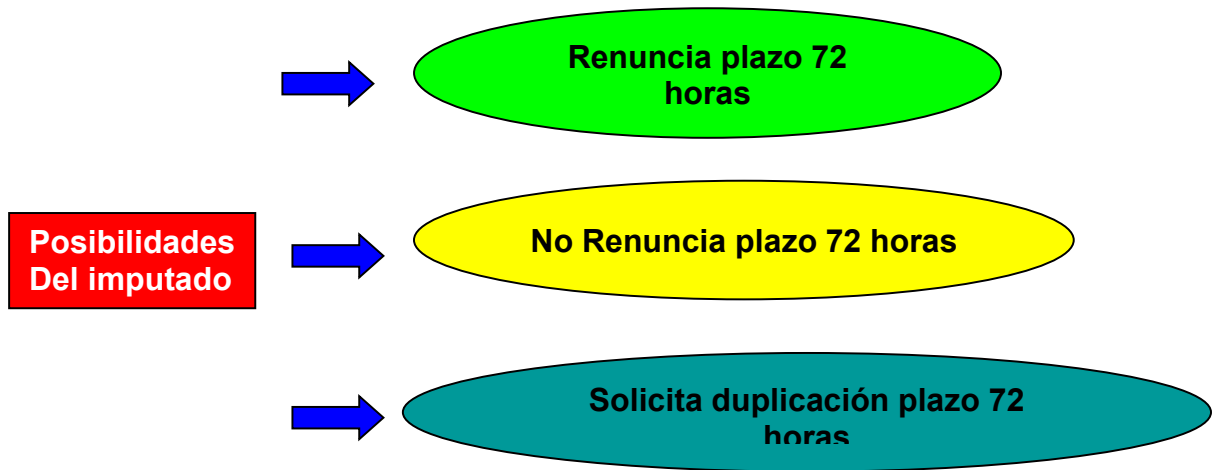 Renuncia plazo 72
horas
Posibilidades
Del imputado
No Renuncia plazo 72 horas
Solicita duplicación plazo 72
horas